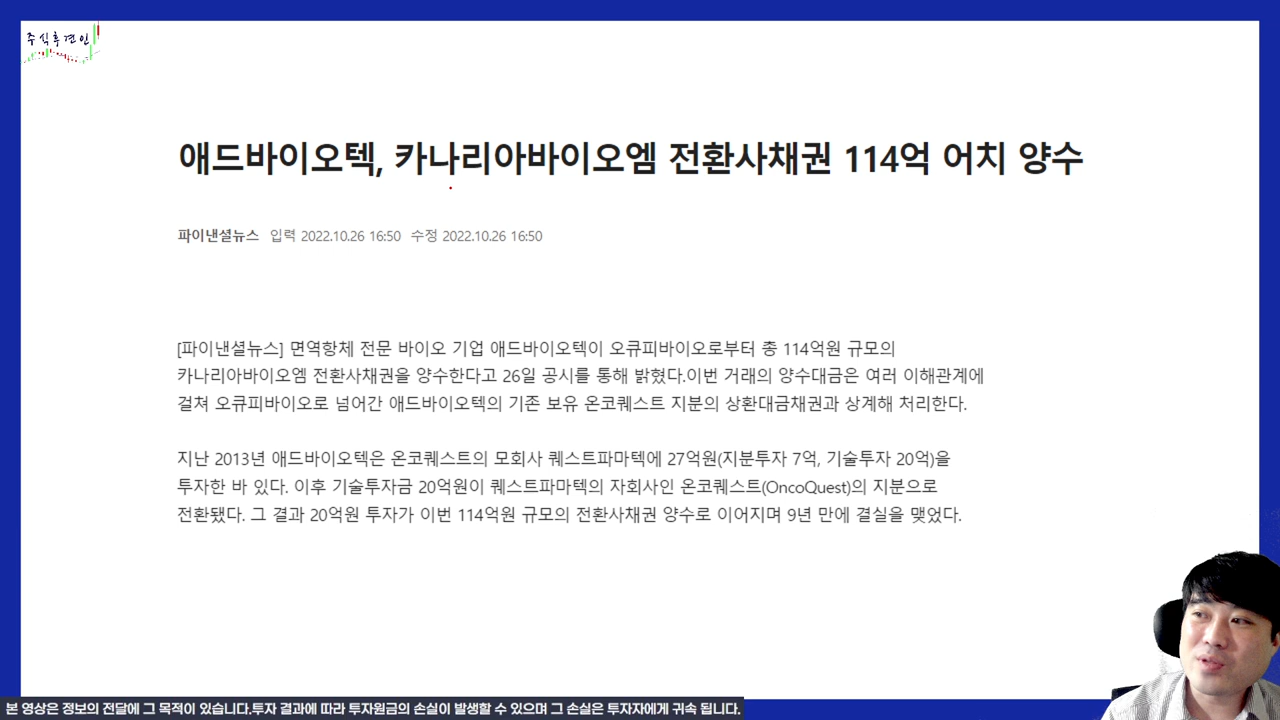 주식후견인
애드바이오텍, 카나리아바이오엠 전환사채권 114억 어치 양수
파이낸셜뉴스 입력 2022.10.26 16:50 수정 2022.10.26 16:50
[파이낸셜뉴스] 면역항체 전문 바이오 기업 애드바이오텍이 오큐피바이오로부터 총 114억원 규모의
카나리아바이오엠 전환사채권을 양수한다고 26일 공시를 통해 밝혔다.이번 거래의 양수대금은 여러 이해관계에
걸쳐 오큐피바이오로 넘어간 애드바이오텍의 기존 보유 온코퀘스트 지분의 상환대금채권과 상계해 처리한다.
지난 2013년 애드바이오텍은 온코퀘스트의 모회사 퀘스트파마텍에 27억원(지분투자 7억, 기술투자 20억)을
투자한 바 있다. 이후 기술투자금 20억원이 퀘스트파마텍의 자회사인 온코퀘스트(OncoQuest)의 지분으로
전환됐다. 그 결과 20억원 투자가 이번 114억원 규모의 전환사채권 양수로 이어지며 9년 만에 결실을 맺었다.
본 영상은 정보의 전달에 그 목적이 있습니다.투자 결과에 따라 투자원금의 손실이 발생할 수 있으며 그 손실은 투자자에게 귀속 됩니다.